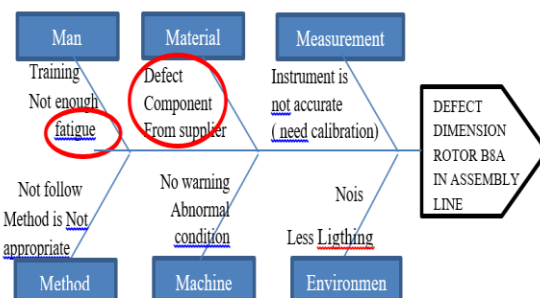 Man
Material
Measurement
Training
Not enough
fatigue
Defect
Component
From supplier
Instrument is
not accurate
( need calibration)
DEFECT
DIMENSION
ROTOR B8A
IN ASSEMBLY
LINE
Not follow
Method is Not
appropriate
No warning
Abnormal
condition
Nois
Less Ligthing
Method
Machine
Environmen